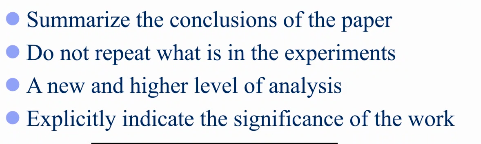 Summarize the conclusions of the paper
Do not repeat what is in the experiments
A new and higher level of analysis
Explicitly indicate the significance of the work